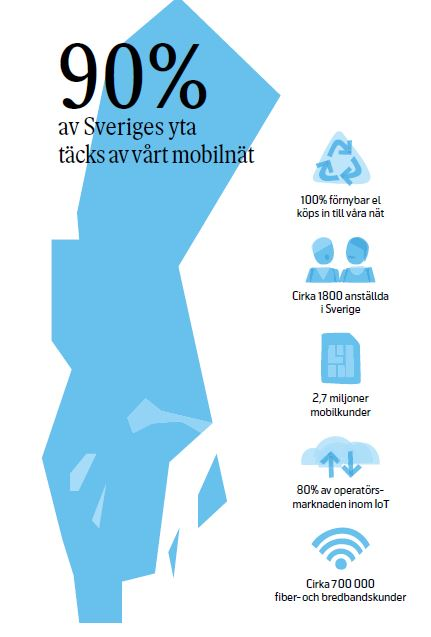 90%
av Sveriges yta
täcks av vårt mobilnät
100% förnybar el
köps in till våra nät
Cirka 1800 anställda
i Sverige
2,7 miljoner
mobilkunder
80% av operatörs-
marknaden inom IoT
Cirka 700 000
fiber- och bredbandskunder